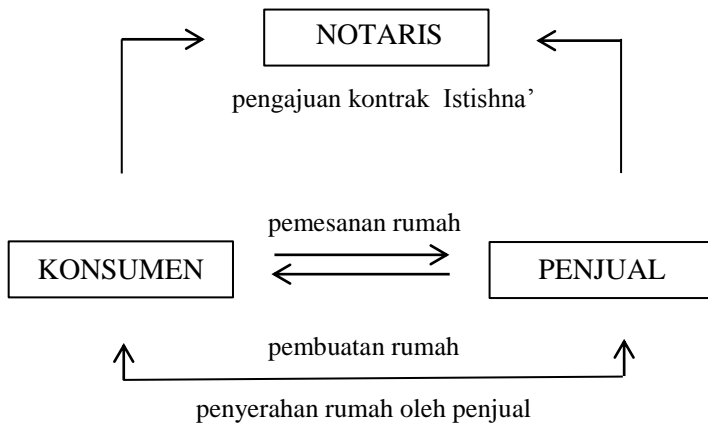 NOTARIS
pengajuan kontrak Istishna’
pemesanan rumah
KONSUMEN
PENJUAL
pembuatan rumah
penyerahan rumah oleh penjual